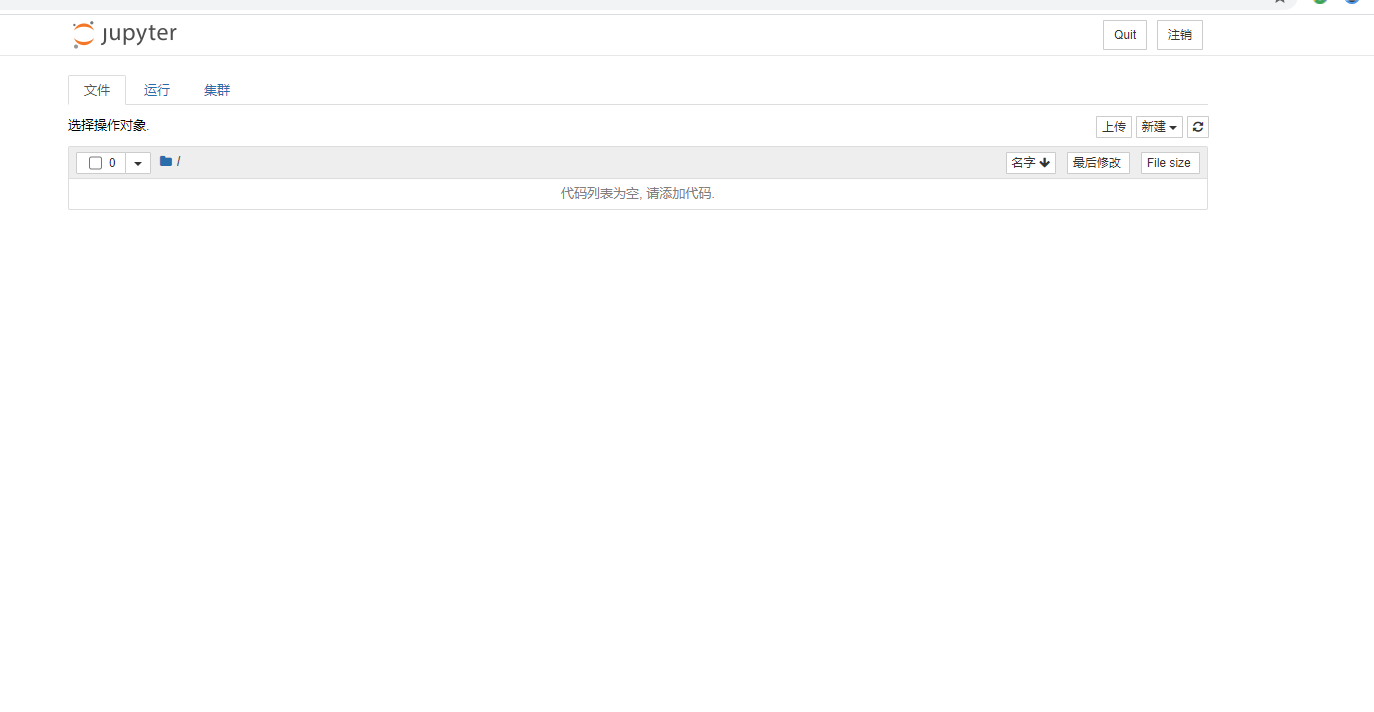 jupyter
Quit 注销
文件 运行 集群
选择操作对象.
上传 新建
0 / 名字 最后修改 File size
代码列表为空, 请添加代码.